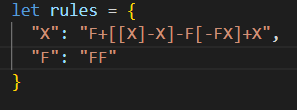 let rules = {
"X": "F+[[X]-X]-F[-FX]+X",
"F": "FF"
}